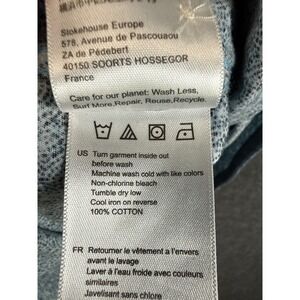 Stokehouse Europe
578, Avenue de Pascouaou
ZA de Pédebert
40150 SOORTS HOSSEGOR
France
Care for our planet: Wash Less,
Surf More, Repair, Reuse, Recycle.
US Turn garment inside out
before wash
Machine wash cold with like colors
Non-chlorine bleach
Tumble dry low
Cool iron on reverse
100% COTTON
FR Retourner le vêtement a l'envers
avant le lavage
Laver à l'eau froide avec couleurs
similaires
Javelisant sans chlore